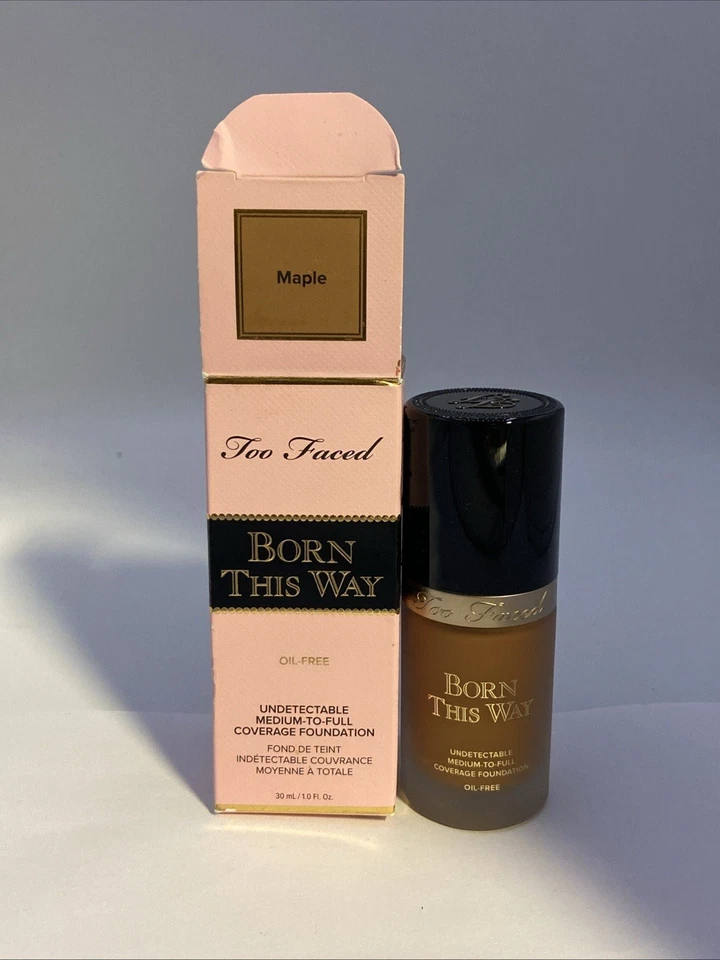 Maple
Too Faced
BORN
THIS WAY
OIL-FREE
UNDETECTABLE
MEDIUM-TO-FULL
COVERAGE FOUNDATION
FOND DE TEINT
INDÉTECTABLE COUVRANCE
MOYENNE À TOTALE
30 mL / 1.0 Fl. Oz.
Too Faced
BORN
THIS WAY
UNDETECTABLE
MEDIUM-TO-FULL
COVERAGE FOUNDATION
OIL-FREE